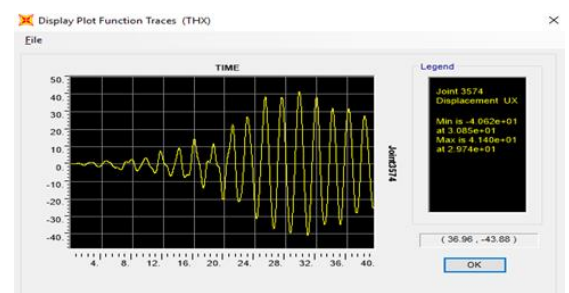 Display Plot Function Traces (THX)
File
TIME
50.
40.
30.
20.
10.
0.
-10.
-20.
-30.
-40.
4. 8. 12. 16. 20. 24. 28. 32. 36. 40.
Joint3574
Legend
Joint 3574
Displacement UX
Min is -4.062e+01
at 3.085e+01
Max is 4.140e+01
at 2.974e+01
( 36.96 , -43.88 )
OK